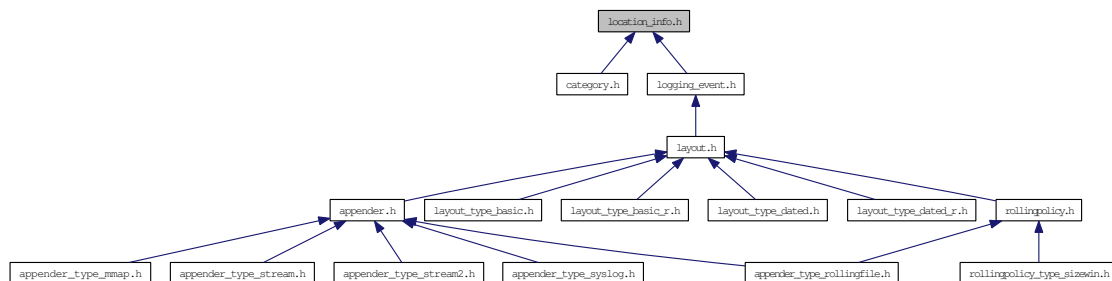 location_info.h
category.h
logging_event.h
layout.h
appender.h
layout_type_basic.h
layout_type_basic_r.h
layout_type_dated.h
layout_type_dated_r.h
rollingpolicy.h
appender_type_mmap.h
appender_type_stream.h
appender_type_stream2.h
appender_type_syslog.h
appender_type_rollingfile.h
rollingpolicy_type_sizewin.h